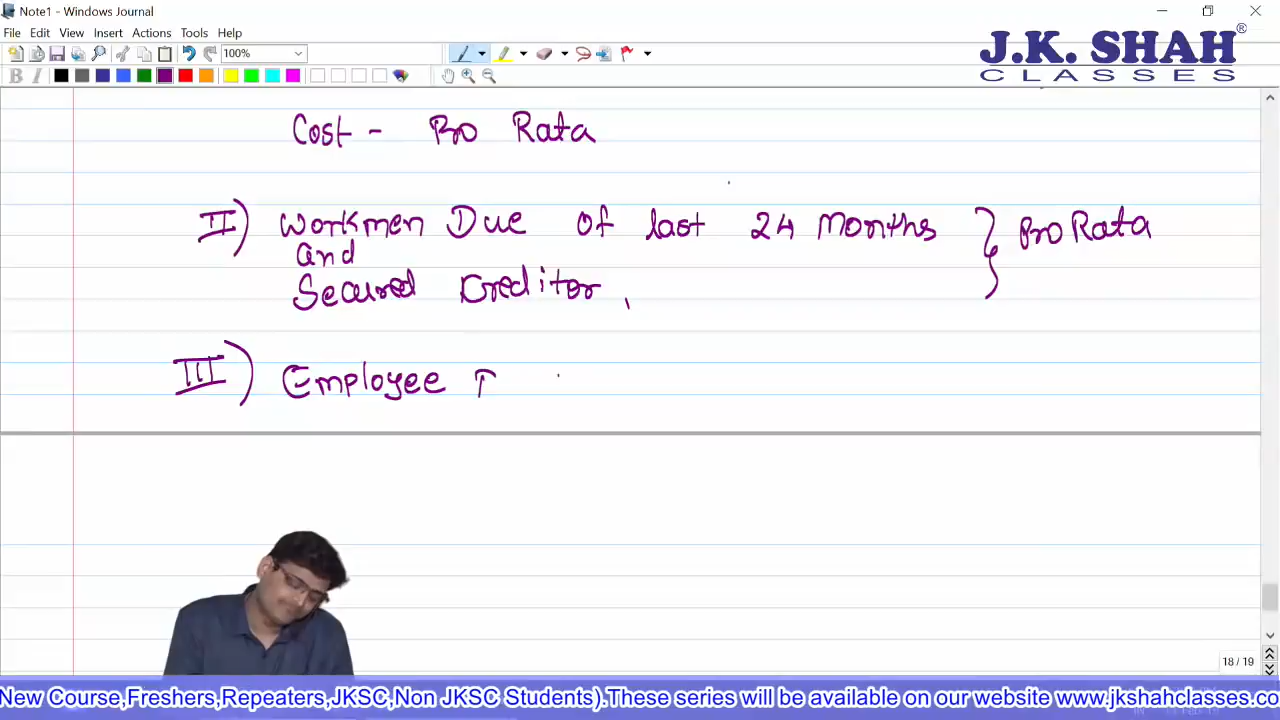 Note1 - Windows Journal
File Edit View Insert Actions Tools Help
100%
J.K. SHAH®
CLASSES
Cost - Pro Rata
II) Workmen Due of last 24 Months } Pro Rata
and
Secured Creditor,
III) Employee
18 / 19
New Course,Freshers,Repeaters,JKSC,Non JKSC Students).These series will be available on our website www.jkshahclasses.co